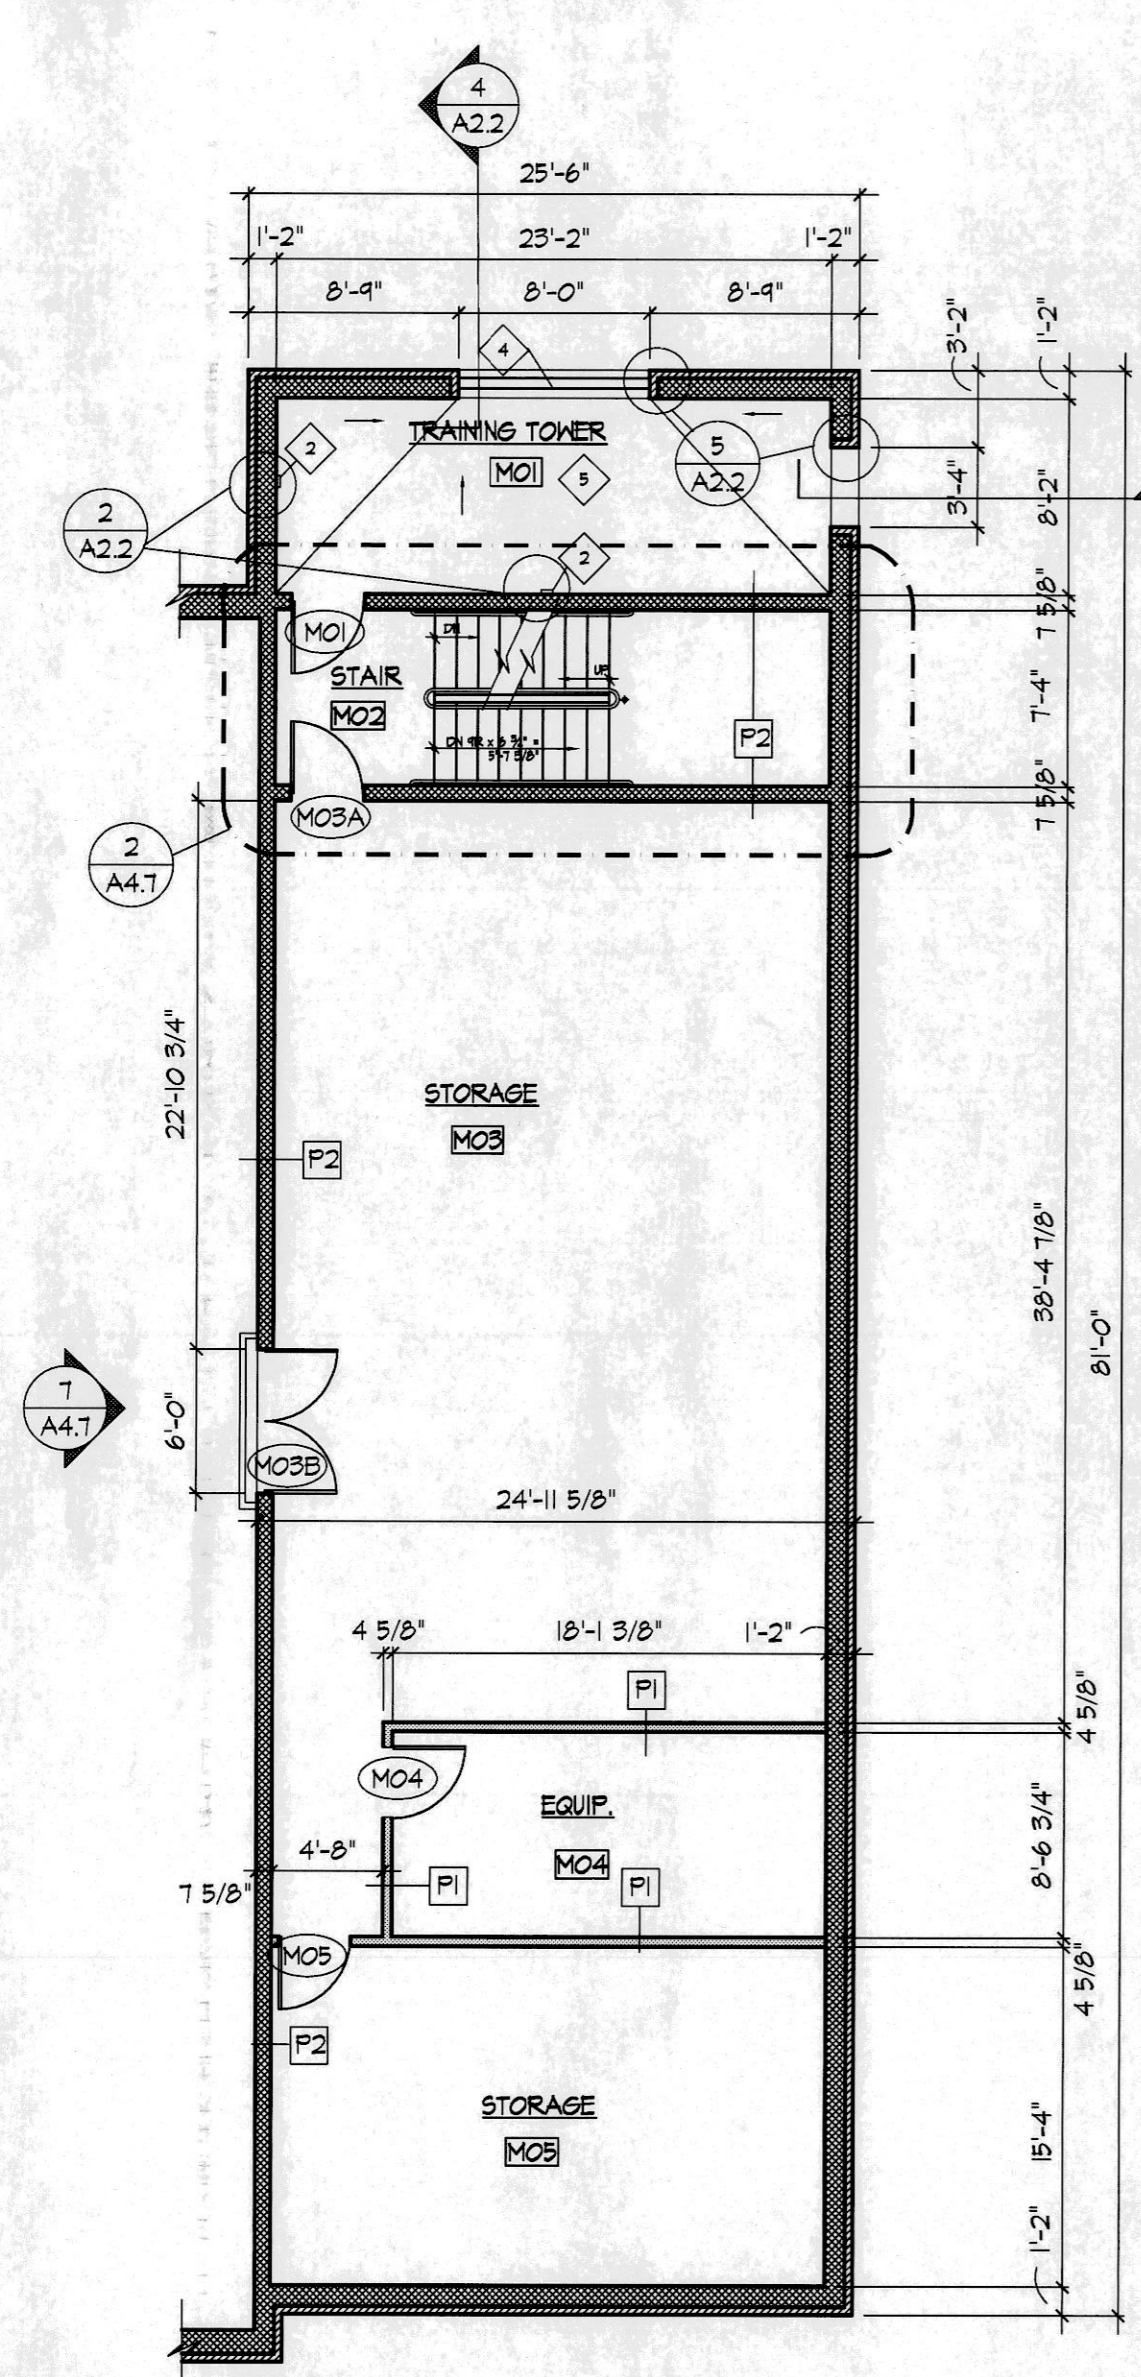 4
A2.2
25'-6"
1'-2"
23'-2"
1'-2"
8'-9"
8'-0"
8'-9"
3'-2"
1'-2"
4
TRAINING TOWER
M01
2
5
5
A2.2
3'-4"
8'-2"
2
A2.2
2
7 5/8"
M01
DN
STAIR
M02
UP
7'-4"
P2
M03A
7 5/8"
2
A4.7
22'-10 3/4"
STORAGE
M03
P2
38'-4 7/8"
81'-0"
7
A4.7
6'-0"
M03B
24'-11 5/8"
4 5/8"
18'-1 3/8"
1'-2"
P1
4 5/8"
M04
EQUIP.
M04
8'-6 3/4"
4'-8"
7 5/8"
P1
P1
M05
4 5/8"
P2
STORAGE
M05
15'-4"
1'-2"